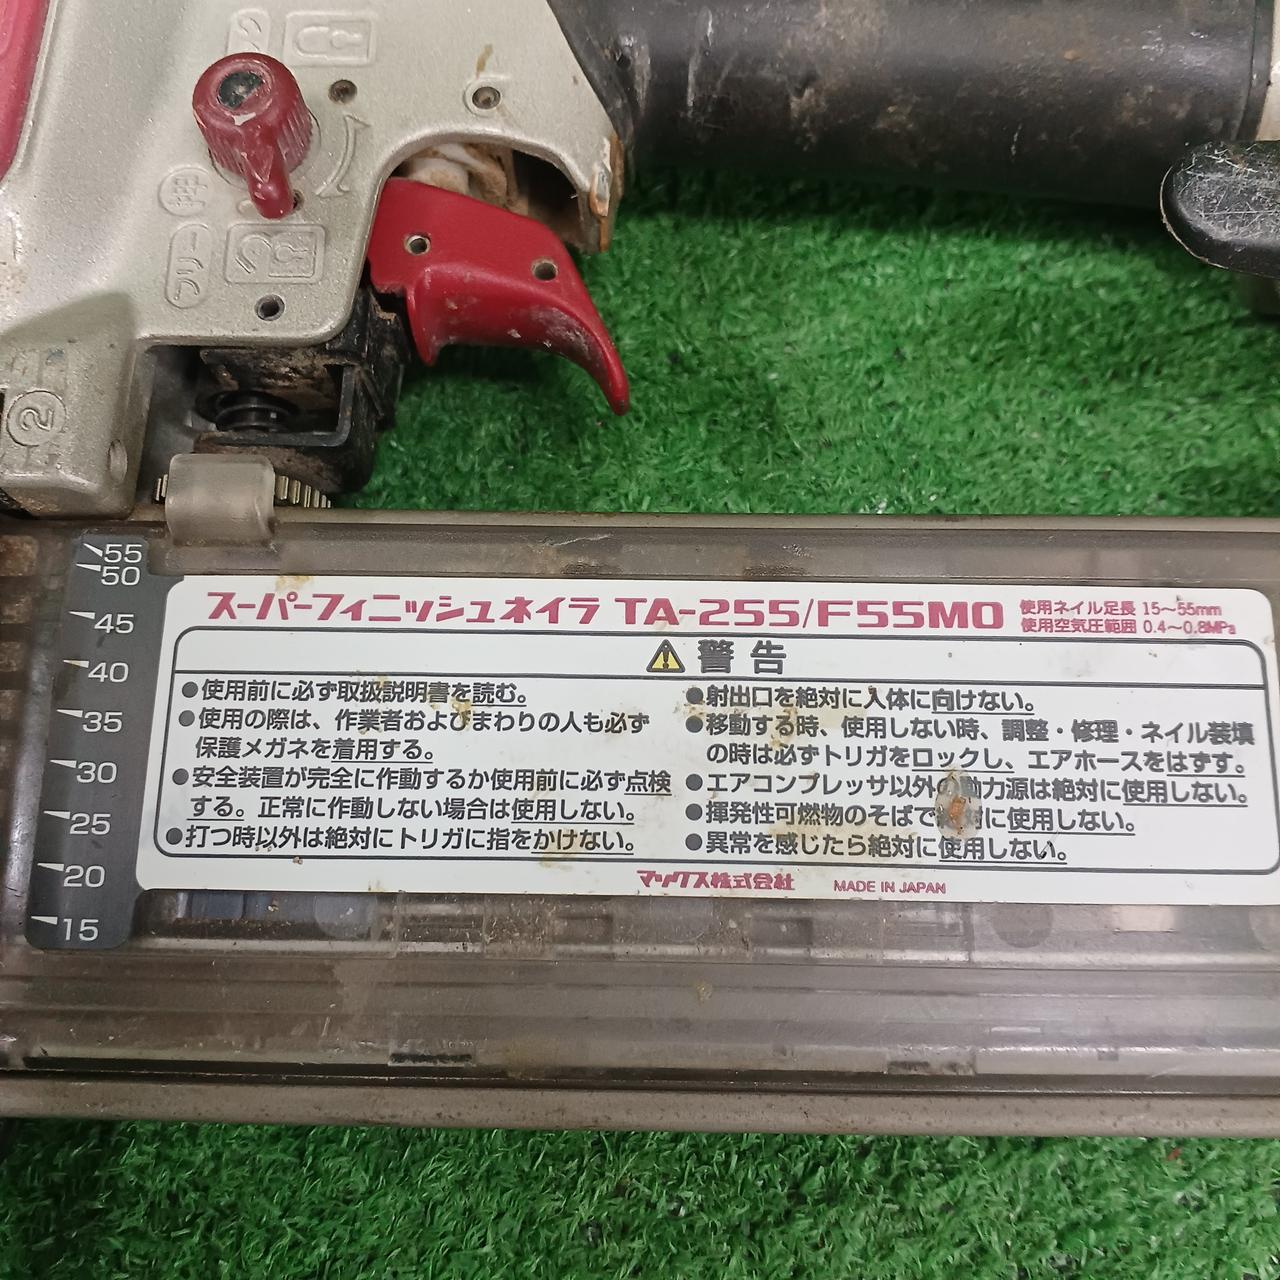 押
フリー
2
55
50
45
40
35
30
25
20
15
スーパーフィニッシュネイラ TA-255/F55MO
使用ネイル足長 15～55mm
使用空気圧範囲 0.4～0.8MPa
警告
●使用前に必ず取扱説明書を読む。
●使用の際は、作業者およびまわりの人も必ず
保護メガネを着用する。
●安全装置が完全に作動するか使用前に必ず点検
する。正常に作動しない場合は使用しない。
●打つ時以外は絶対にトリガに指をかけない。
●射出口を絶対に人体に向けない。
●移動する時、使用しない時、調整・修理・ネイル装填
の時は必ずトリガをロックし、エアホースをはずす。
●エアコンプレッサ以外の動力源は絶対に使用しない。
●揮発性可燃物のそばで絶対に使用しない。
●異常を感じたら絶対に使用しない。
マックス株式会社 MADE IN JAPAN